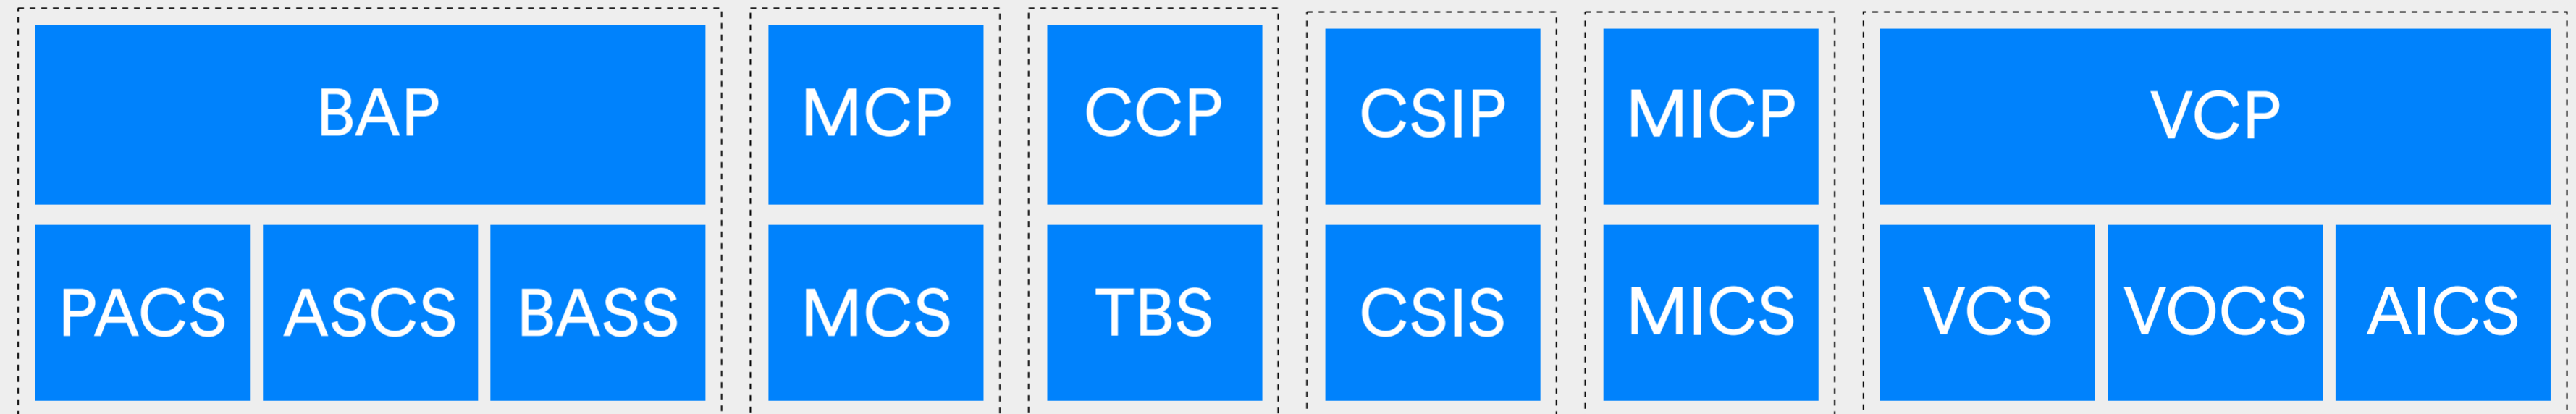 BAP MCP CCP CSIP MICP VCP
PACS ASCS BASS MCS TBS CSIS MICS VCS VOCS AICS